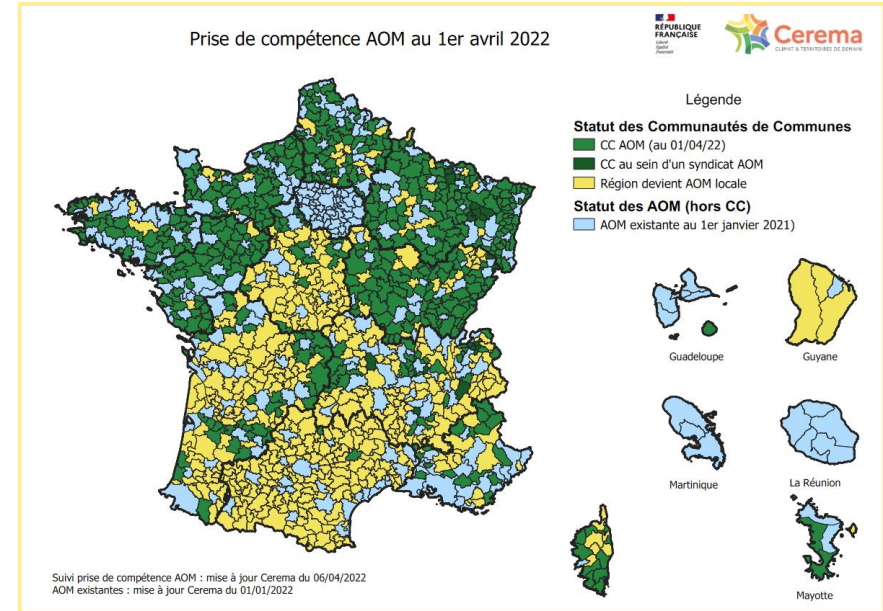 Prise de compétence AOM au 1er avril 2022
RÉPUBLIQUE
FRANÇAISE
Liberté
Égalité
Fraternité
Cerema
CLIMAT & TERRITOIRES DE DEMAIN
Légende
Statut des Communautés de Communes
CC AOM (au 01/04/22)
CC au sein d'un syndicat AOM
Région devient AOM locale
Statut des AOM (hors CC)
AOM existante au 1er janvier 2021)
Guadeloupe
Guyane
Martinique
La Réunion
Mayotte
Suivi prise de compétence AOM : mise à jour Cerema du 06/04/2022
AOM existantes : mise à jour Cerema du 01/01/2022